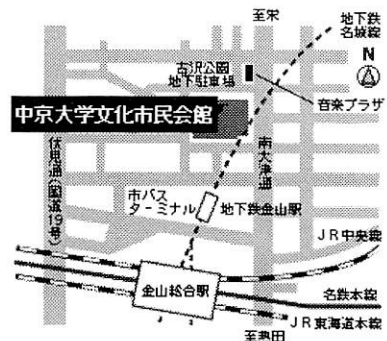 至栄
地下鉄
名城線
N
古沢公園
地下駐車場
音楽プラザ
中京大学文化市民会館
伏見通(国道19号)
南大津通
市バス
ターミナル
地下鉄金山駅
JR中央線
金山総合駅
名鉄本線
JR東海道本線
至熱田